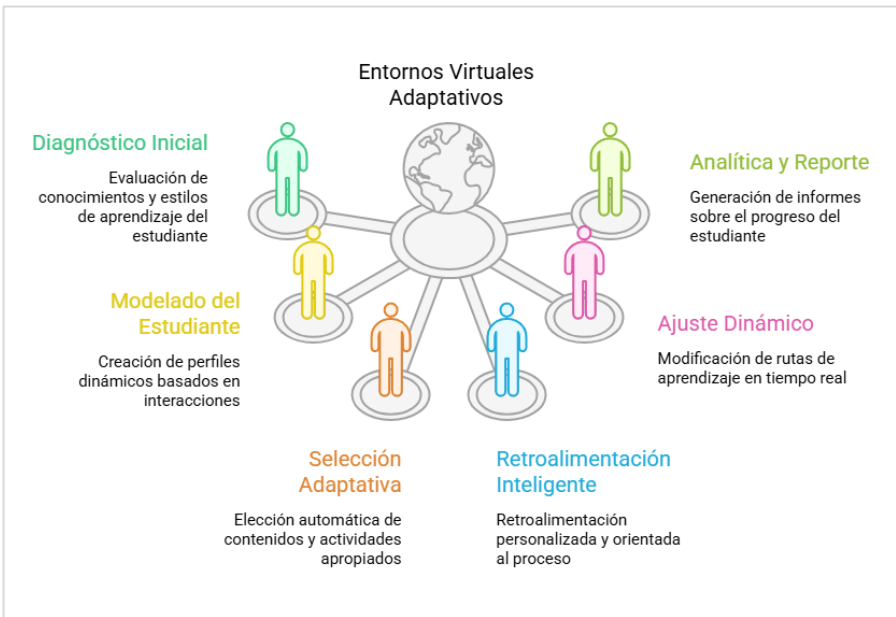 Entornos Virtuales
Adaptativos
Diagnóstico Inicial
Evaluación de
conocimientos y estilos
de aprendizaje del
estudiante
Modelado del
Estudiante
Creación de perfiles
dinámicos basados en
interacciones
Selección
Adaptativa
Elección automática de
contenidos y actividades
apropiados
Retroalimentación
Inteligente
Retroalimentación
personalizada y orientada
al proceso
Ajuste Dinámico
Modificación de rutas de
aprendizaje en tiempo real
Analítica y Reporte
Generación de informes
sobre el progreso del
estudiante